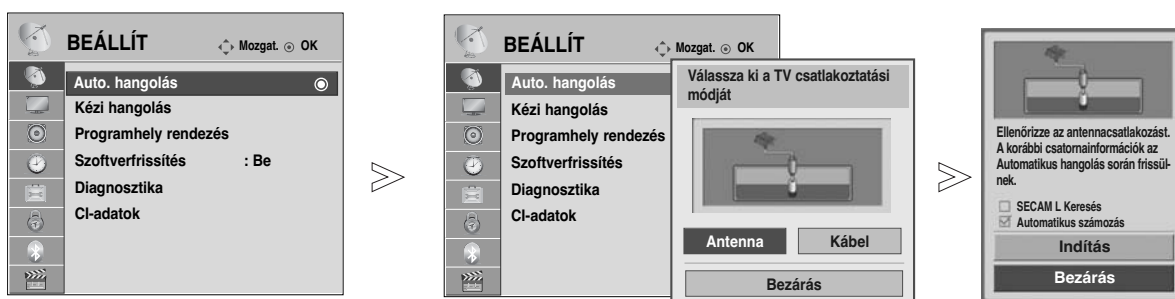 BEÁLLÍT
Mozgat. OK
Auto. hangolás
Kézi hangolás
Programhely rendezés
Szoftverfrissítés : Be
Diagnosztika
CI-adatok
BEÁLLÍT
Mozgat. OK
Auto. hangolás
Kézi hangolás
Programhely rendezés
Szoftverfrissítés
Diagnosztika
CI-adatok
Válassza ki a TV csatlakoztatási
módját
Antenna Kábel
Bezárás
Ellenőrizze az antennacsatlakozást.
A korábbi csatornainformációk az
Automatikus hangolás során frissül-
nek.
SECAM L Keresés
Automatikus számozás
Indítás
Bezárás